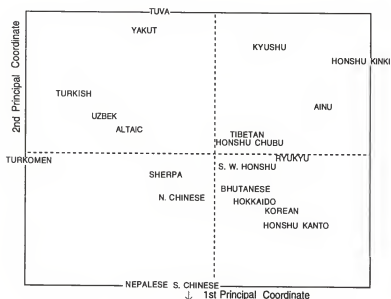 TUVA
YAKUT
KYUSHU
HONSHU KINKI
2nd Principal Coordinate
TURKISH
AINU
UZBEK
ALTAIC
TIBETAN
HONSHU CHUBU
TURKOMEN
RYUKYU
S. W. HONSHU
SHERPA
BHUTANESE
N. CHINESE
HOKKAIDO
KOREAN
HONSHU KANTO
NEPALESE S. CHINESE
1st Principal Coordinate